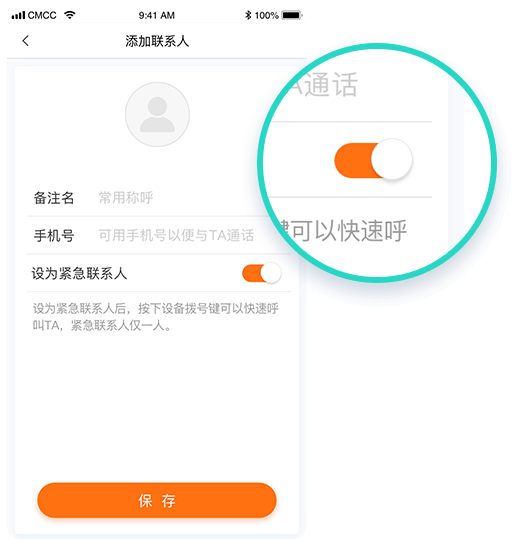 CMCC 9:41 AM 100%
添加联系人
备注名 常用称呼
手机号 可用手机号以便与TA通话
设为紧急联系人
设为紧急联系人后，按下设备拨号键可以快速呼
叫TA，紧急联系人仅一人。
保存
TA通话
键可以快速呼